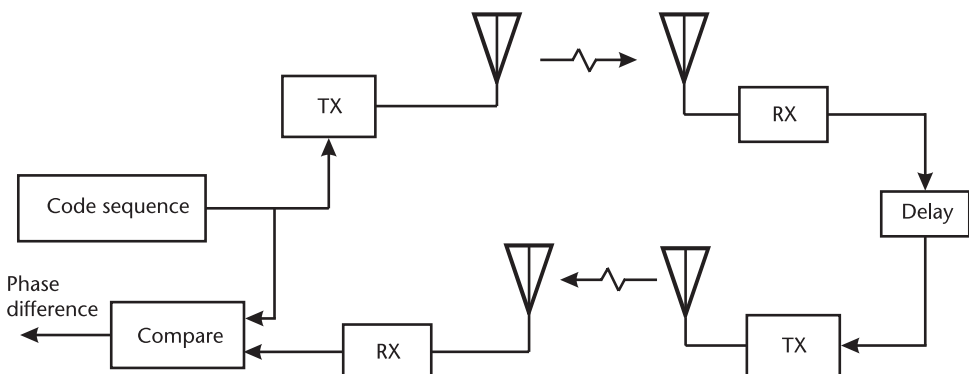 TX
RX
Code sequence
Delay
Phase
difference
Compare
RX
TX